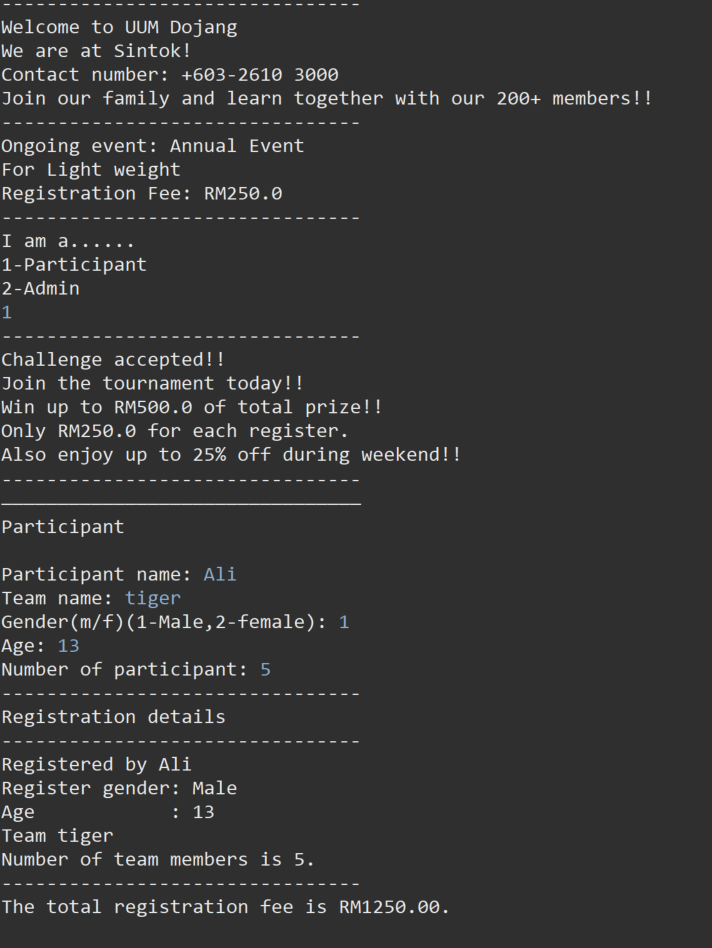 --------------------------------
Welcome to UUM Dojang
We are at Sintok!
Contact number: +603-2610 3000
Join our family and learn together with our 200+ members!!
--------------------------------
Ongoing event: Annual Event
For Light weight
Registration Fee: RM250.0
--------------------------------
I am a......
1-Participant
2-Admin
1
--------------------------------
Challenge accepted!!
Join the tournament today!!
Win up to RM500.0 of total prize!!
Only RM250.0 for each register.
Also enjoy up to 25% off during weekend!!
--------------------------------
________________________________
Participant
Participant name: Ali
Team name: tiger
Gender(m/f)(1-Male,2-female): 1
Age: 13
Number of participant: 5
--------------------------------
Registration details
--------------------------------
Registered by Ali
Register gender: Male
Age            : 13
Team tiger
Number of team members is 5.
--------------------------------
The total registration fee is RM1250.00.